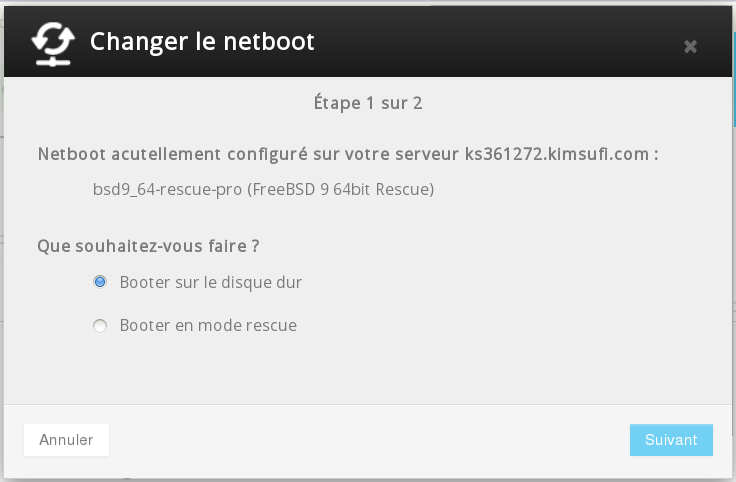 Changer le netboot
Étape 1 sur 2
Netboot acutellement configuré sur votre serveur ks361272.kimsufi.com :
bsd9_64-rescue-pro (FreeBSD 9 64bit Rescue)
Que souhaitez-vous faire ?
Booter sur le disque dur
Booter en mode rescue
Annuler
Suivant